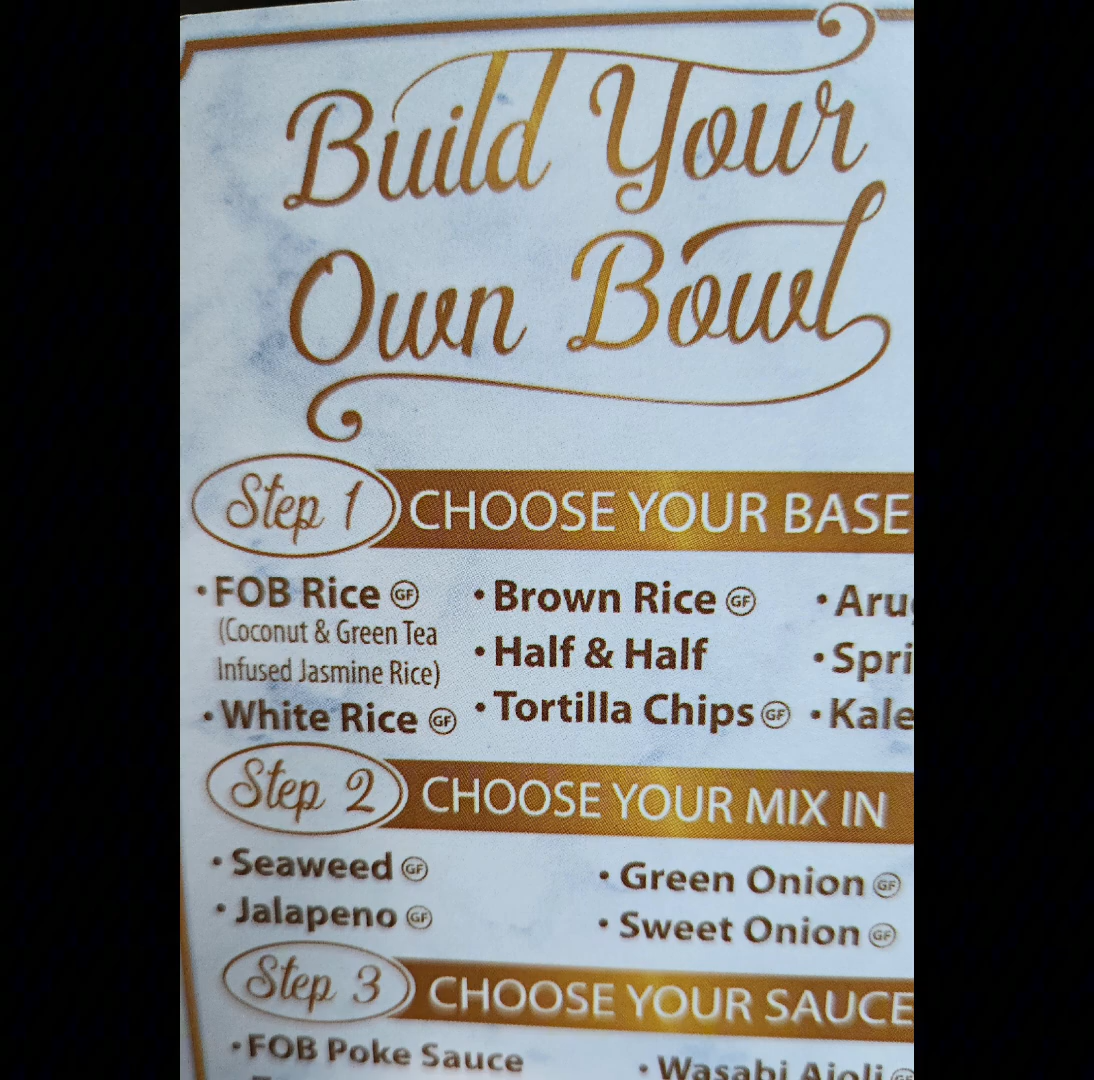 Build Your
Own Bowl
Step 1 CHOOSE YOUR BASE
• FOB Rice GF
(Coconut & Green Tea
Infused Jasmine Rice)
• White Rice GF
• Brown Rice GF
• Half & Half
• Tortilla Chips GF
• Kale
Step 2 CHOOSE YOUR MIX IN
• Seaweed GF
• Jalapeno GF
• Green Onion GF
• Sweet Onion GF
Step 3 CHOOSE YOUR SAUCE
• FOB Poke Sauce
• Wasabi Aioli GF